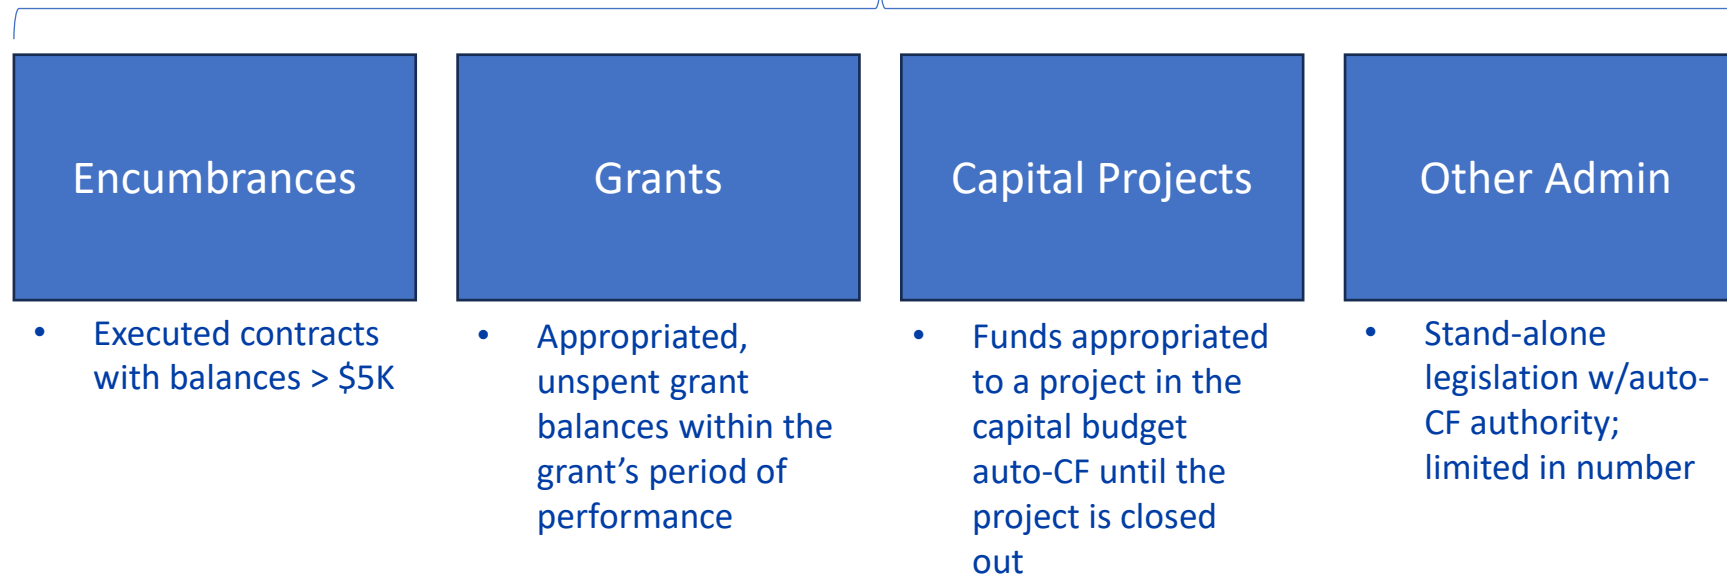 Encumbrances
• Executed contracts
with balances > $5K
Grants
• Appropriated,
unspent grant
balances within the
grant’s period of
performance
Capital Projects
• Funds appropriated
to a project in the
capital budget
auto-CF until the
project is closed
out
Other Admin
• Stand-alone
legislation w/auto-
CF authority;
limited in number